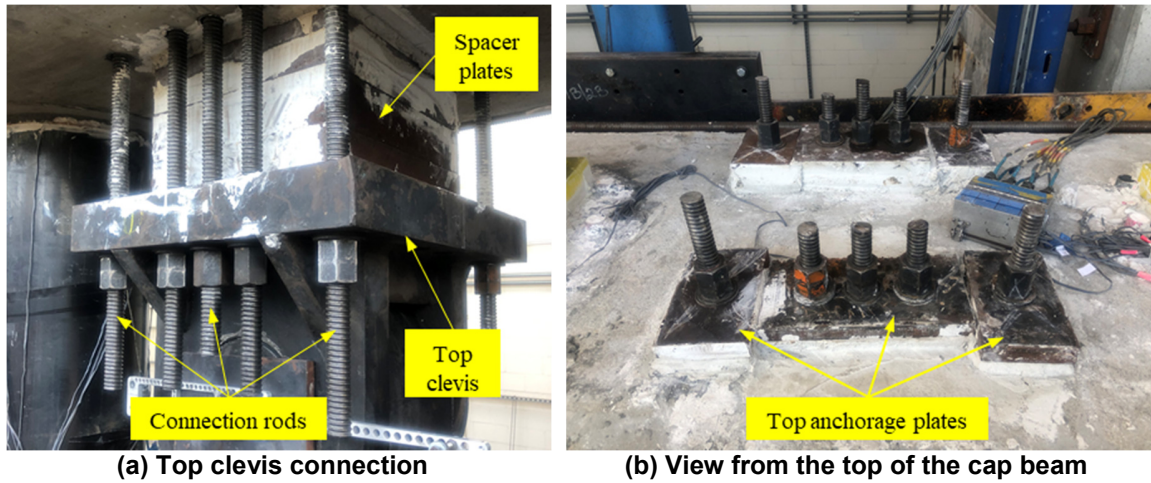 Spacer
plates
Top
clevis
Connection rods
(a) Top clevis connection
Top anchorage plates
(b) View from the top of the cap beam